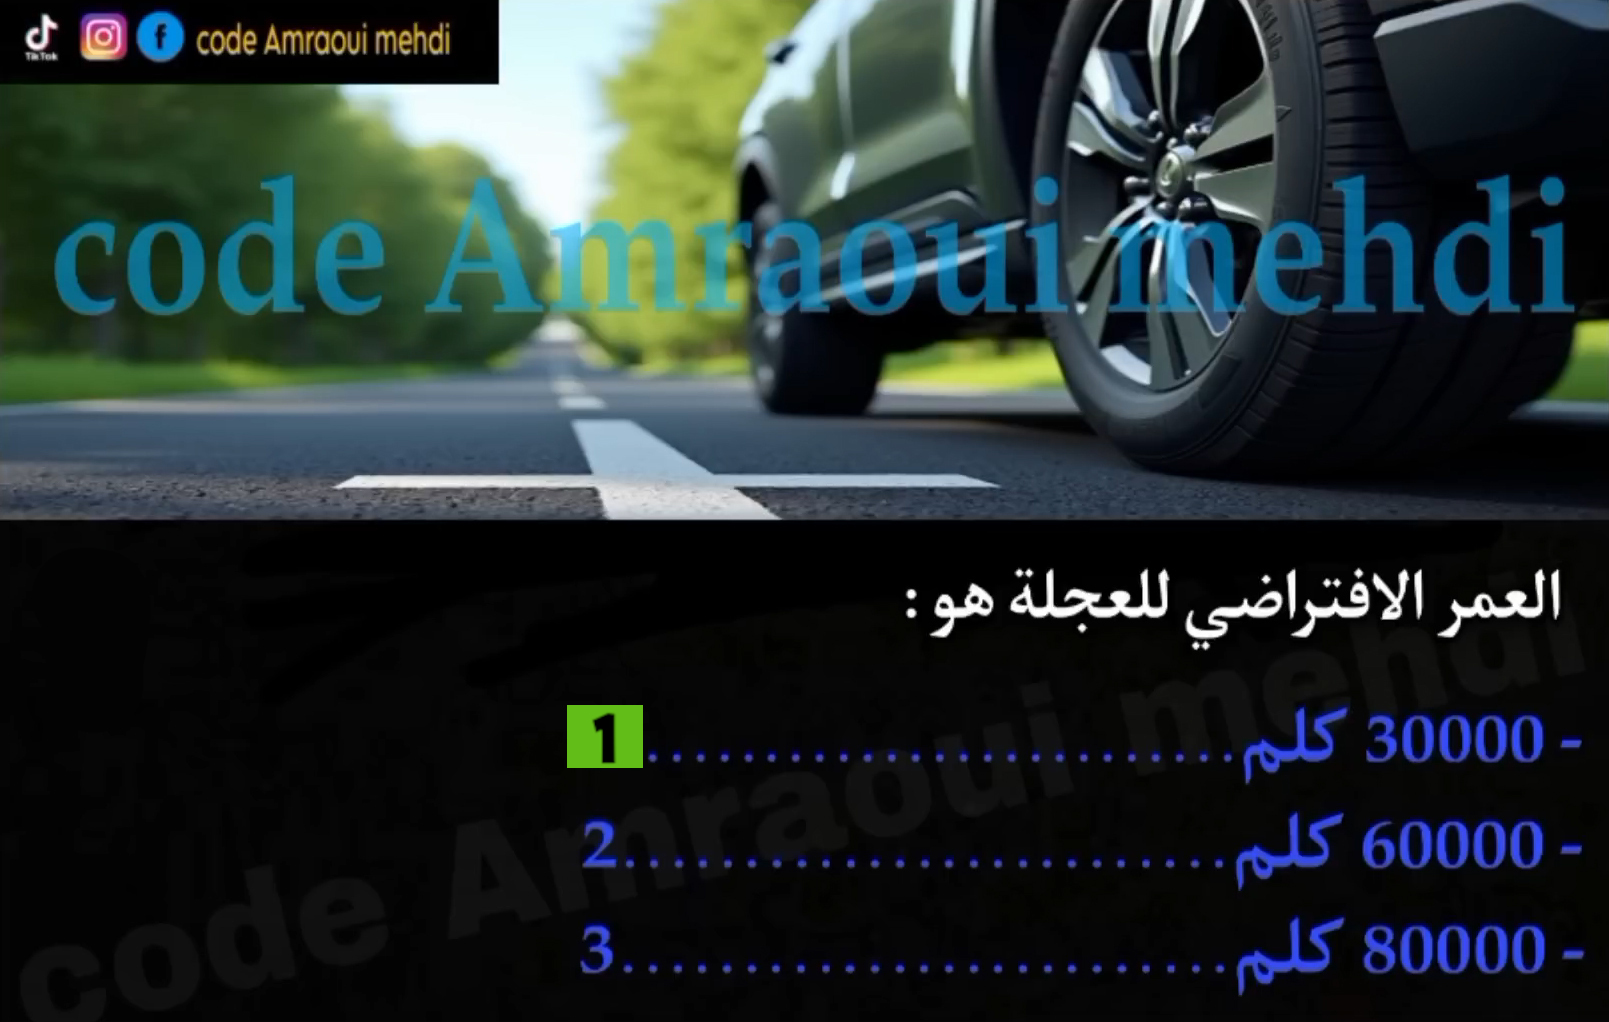 TikTok
code Amraoui mehdi
code Amraoui mehdi
العمر الافتراضي للعجلة هو :
- 30000 كلم........................1
- 60000 كلم........................2
- 80000 كلم........................3
code Amraoui mehdi